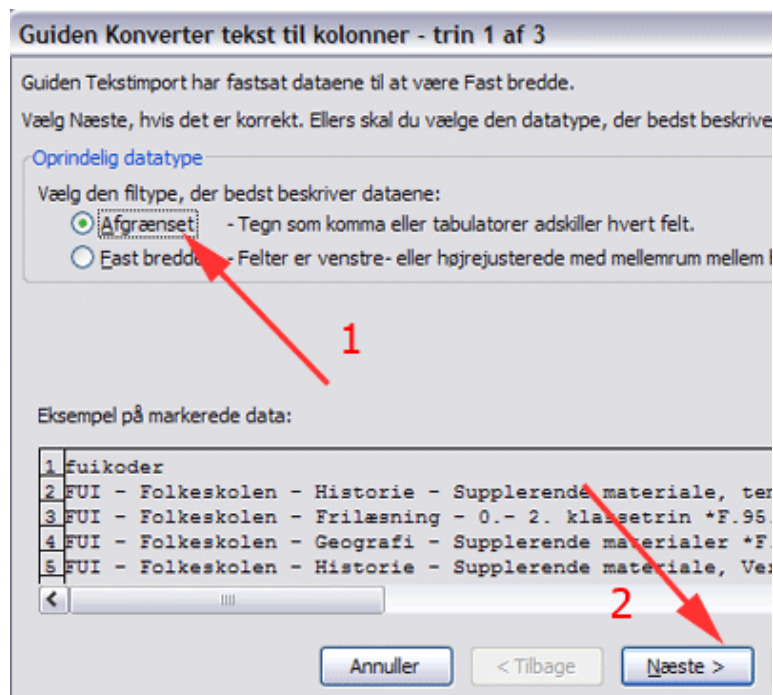 Guiden Konverter tekst til kolonner - trin 1 af 3
Guiden Tekstimport har fastsat dataene til at være Fast bredde.
Vælg Næste, hvis det er korrekt. Ellers skal du vælge den datatype, der bedst beskrive
Oprindelig datatype
Vælg den filtype, der bedst beskriver dataene:
Afgrænset - Tegn som komma eller tabulatorer adskiller hvert felt.
Fast bredde - Felter er venstre- eller højrejusterede med mellemrum mellem
1
Eksempel på markerede data:
1 fuikoder
2 FUI - Folkeskolen - Historie - Supplerende materiale, ten
3 FUI - Folkeskolen - Frilæsning - 0.- 2. klassetrin *F.95.
4 FUI - Folkeskolen - Geografi - Supplerende materialer *F.
5 FUI - Folkeskolen - Historie - Supplerende materiale, Ver
2
Annuller < Tilbage Næste >